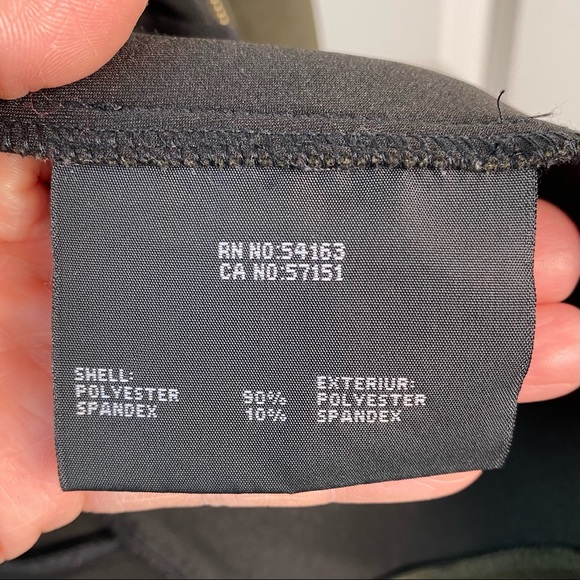 RN NO:54163
CA NO:57151
SHELL:
POLYESTER 90%
SPANDEX 10%
EXTERIUR:
POLYESTER
SPANDEX